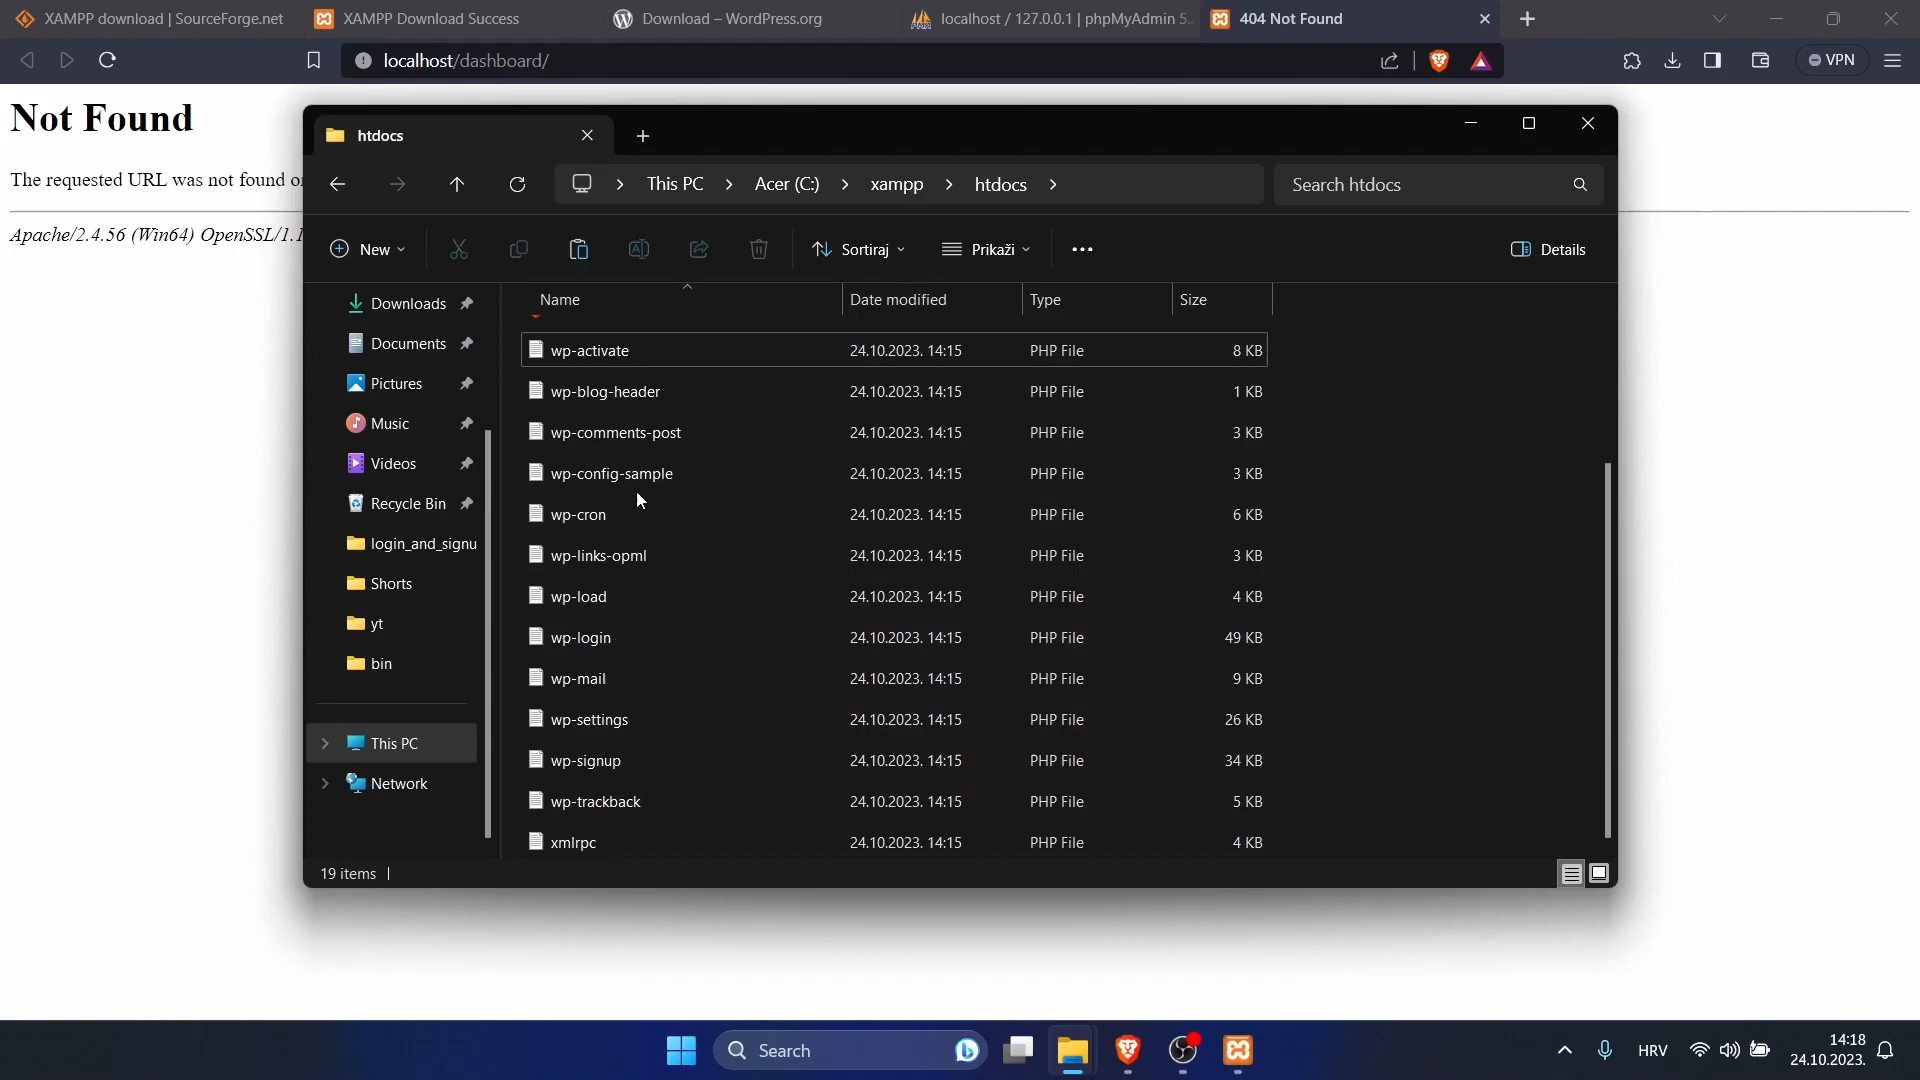 XAMPP download | SourceForge.net
XAMPP Download Success
Download – WordPress.org
localhost / 127.0.0.1 | phpMyAdmin 5.
404 Not Found
localhost/dashboard/
VPN
Not Found
The requested URL was not found
Apache/2.4.56 (Win64) OpenSSL/1.1
htdocs
This PC
Acer (C:)
xampp
htdocs
Search htdocs
New
Sortiraj
Prikaži
Details
Name
Date modified
Type
Size
Downloads
Documents
Pictures
Music
Videos
Recycle Bin
login_and_signu
Shorts
yt
bin
This PC
Network
wp-activate 24.10.2023. 14:15 PHP File 8 KB
wp-blog-header 24.10.2023. 14:15 PHP File 1 KB
wp-comments-post 24.10.2023. 14:15 PHP File 3 KB
wp-config-sample 24.10.2023. 14:15 PHP File 3 KB
wp-cron 24.10.2023. 14:15 PHP File 6 KB
wp-links-opml 24.10.2023. 14:15 PHP File 3 KB
wp-load 24.10.2023. 14:15 PHP File 4 KB
wp-login 24.10.2023. 14:15 PHP File 49 KB
wp-mail 24.10.2023. 14:15 PHP File 9 KB
wp-settings 24.10.2023. 14:15 PHP File 26 KB
wp-signup 24.10.2023. 14:15 PHP File 34 KB
wp-trackback 24.10.2023. 14:15 PHP File 5 KB
xmlrpc 24.10.2023. 14:15 PHP File 4 KB
19 items
Search
HRV
14:18
24.10.2023.